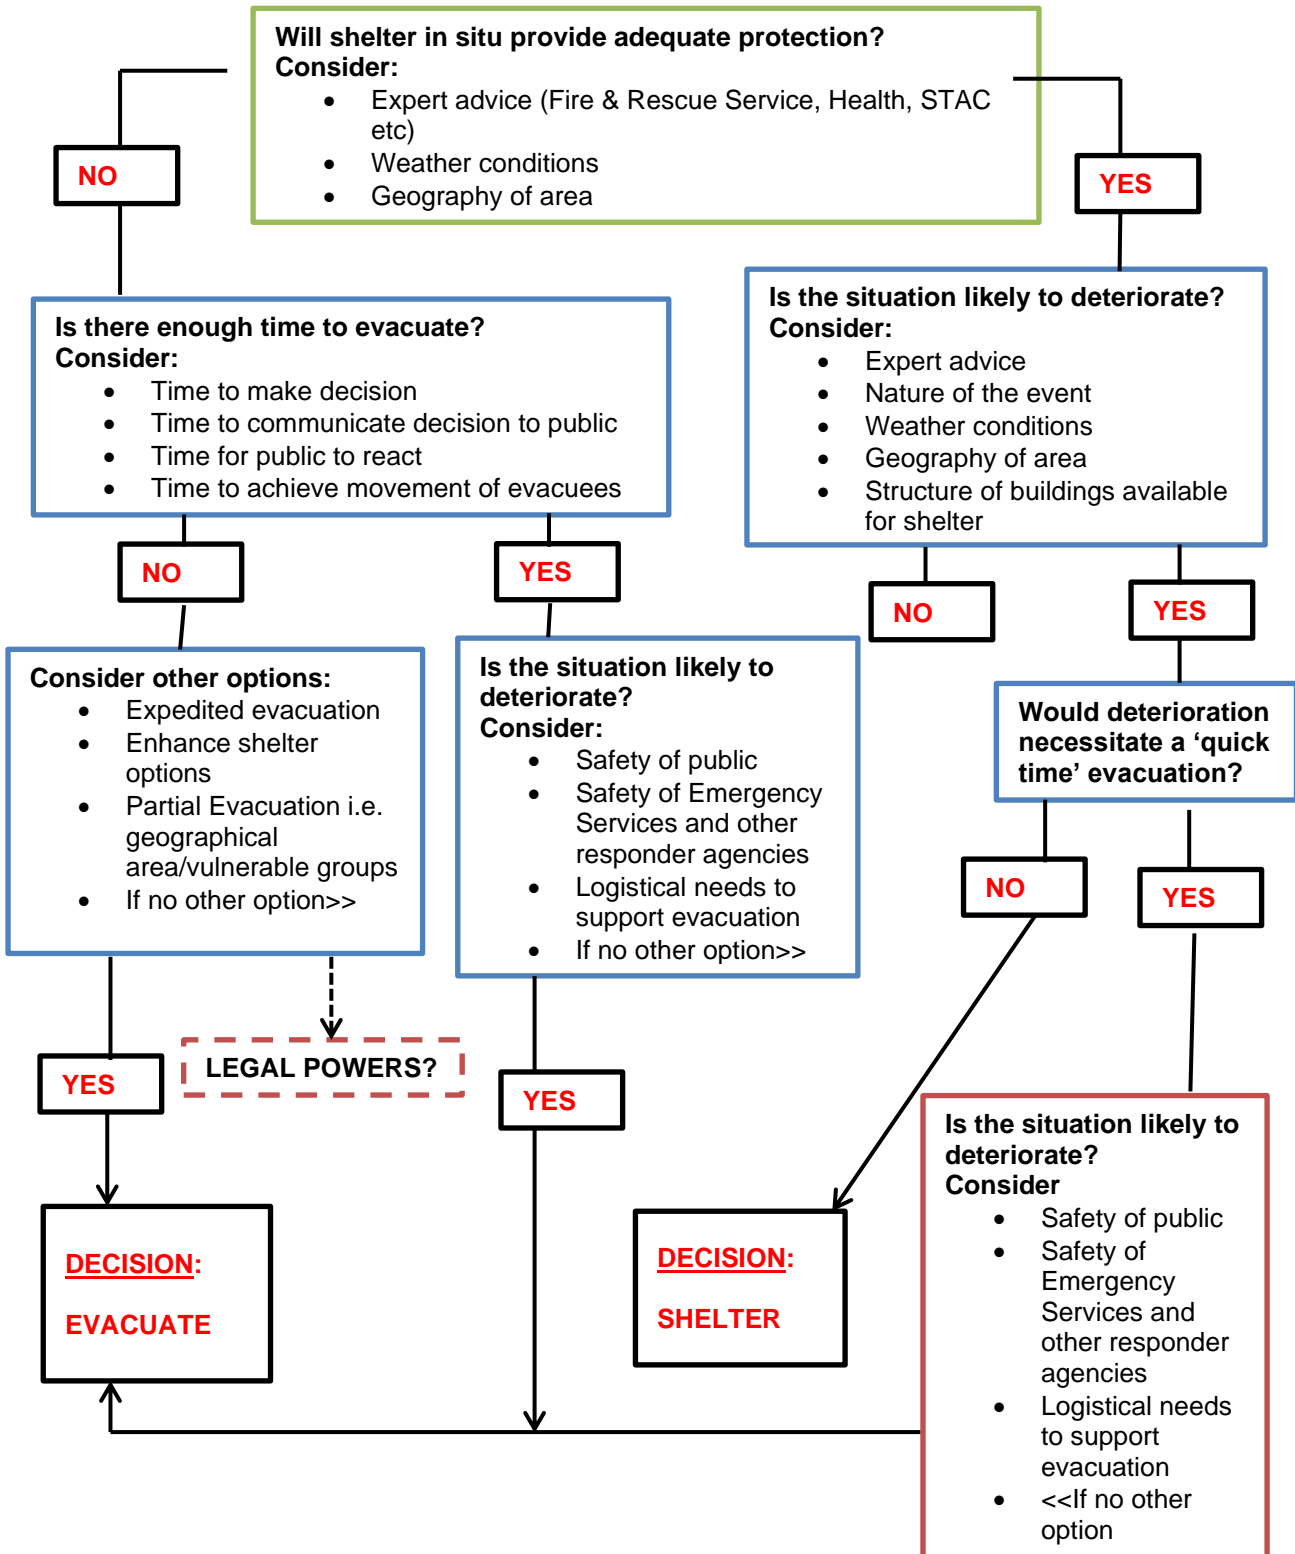 Will shelter in situ provide adequate protection?
Consider:
• Expert advice (Fire & Rescue Service, Health, STAC
etc)
• Weather conditions
• Geography of area
NO
YES
Is there enough time to evacuate?
Consider:
• Time to make decision
• Time to communicate decision to public
• Time for public to react
• Time to achieve movement of evacuees
Is the situation likely to deteriorate?
Consider:
• Expert advice
• Nature of the event
• Weather conditions
• Geography of area
• Structure of buildings available
for shelter
NO
YES
NO
YES
Consider other options:
• Expedited evacuation
• Enhance shelter
options
• Partial Evacuation i.e.
geographical
area/vulnerable groups
• If no other option>>
Is the situation likely to
deteriorate?
Consider:
• Safety of public
• Safety of Emergency
Services and other
responder agencies
• Logistical needs to
support evacuation
• If no other option>>
Would deterioration
necessitate a ‘quick
time’ evacuation?
NO
YES
YES
LEGAL POWERS?
YES
Is the situation likely to
deteriorate?
Consider
• Safety of public
• Safety of
Emergency
Services and
other responder
agencies
• Logistical needs
to support
evacuation
• <<If no other
option
DECISION:
EVACUATE
DECISION:
SHELTER